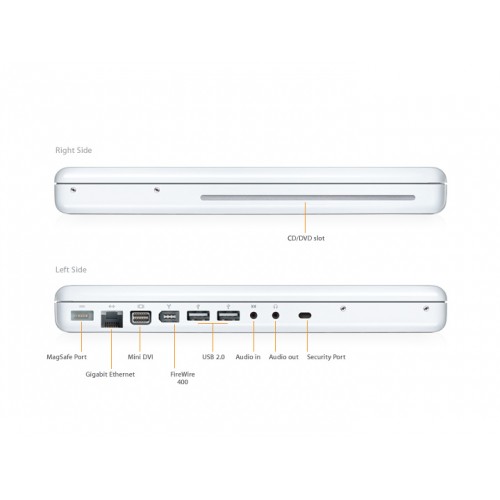 Right Side
CD/DVD slot
Left Side
MagSafe Port
Gigabit Ethernet
Mini DVI
FireWire
400
USB 2.0
Audio in
Audio out
Security Port